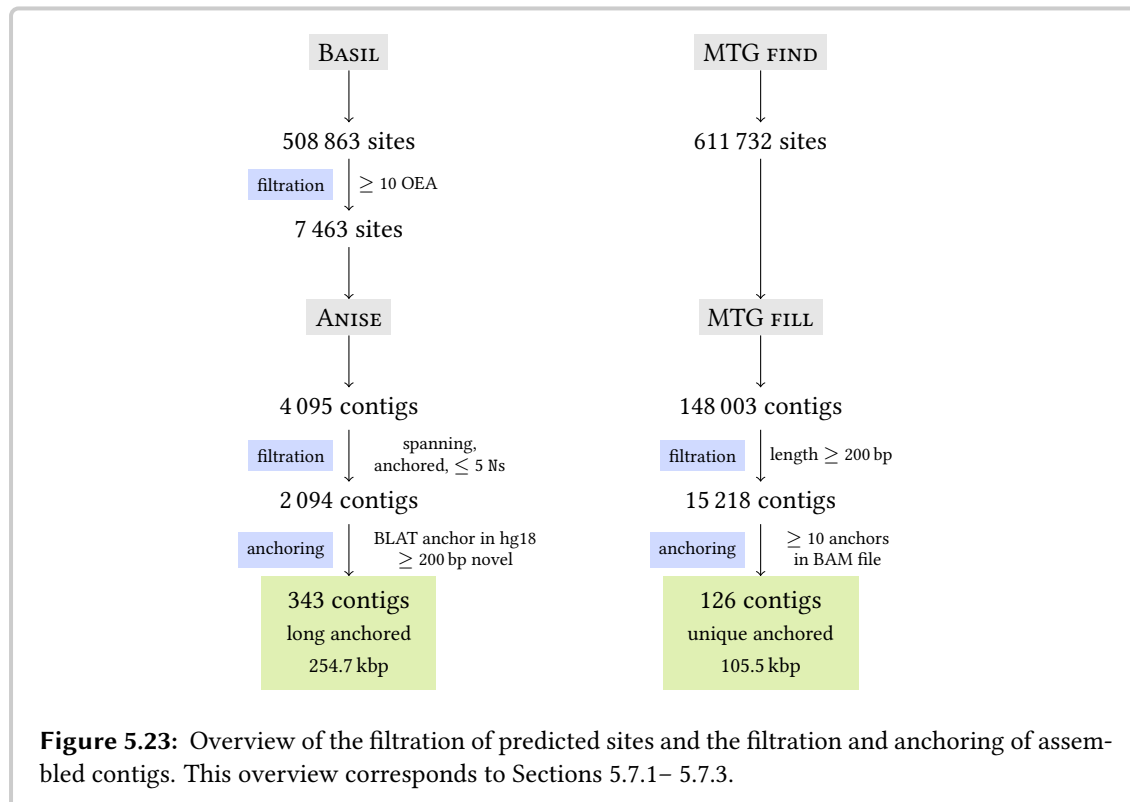 BASIL
508 863 sites
filtration
≥ 10 OEA
7 463 sites
ANISE
4 095 contigs
filtration
spanning,
anchored, ≤ 5 Ns
2 094 contigs
anchoring
BLAT anchor in hg18
≥ 200 bp novel
343 contigs
long anchored
254.7 kbp
MTG FIND
611 732 sites
MTG FILL
148 003 contigs
filtration
length ≥ 200 bp
15 218 contigs
anchoring
≥ 10 anchors
in BAM file
126 contigs
unique anchored
105.5 kbp
Figure 5.23: Overview of the filtration of predicted sites and the filtration and anchoring of assem-
bled contigs. This overview corresponds to Sections 5.7.1– 5.7.3.